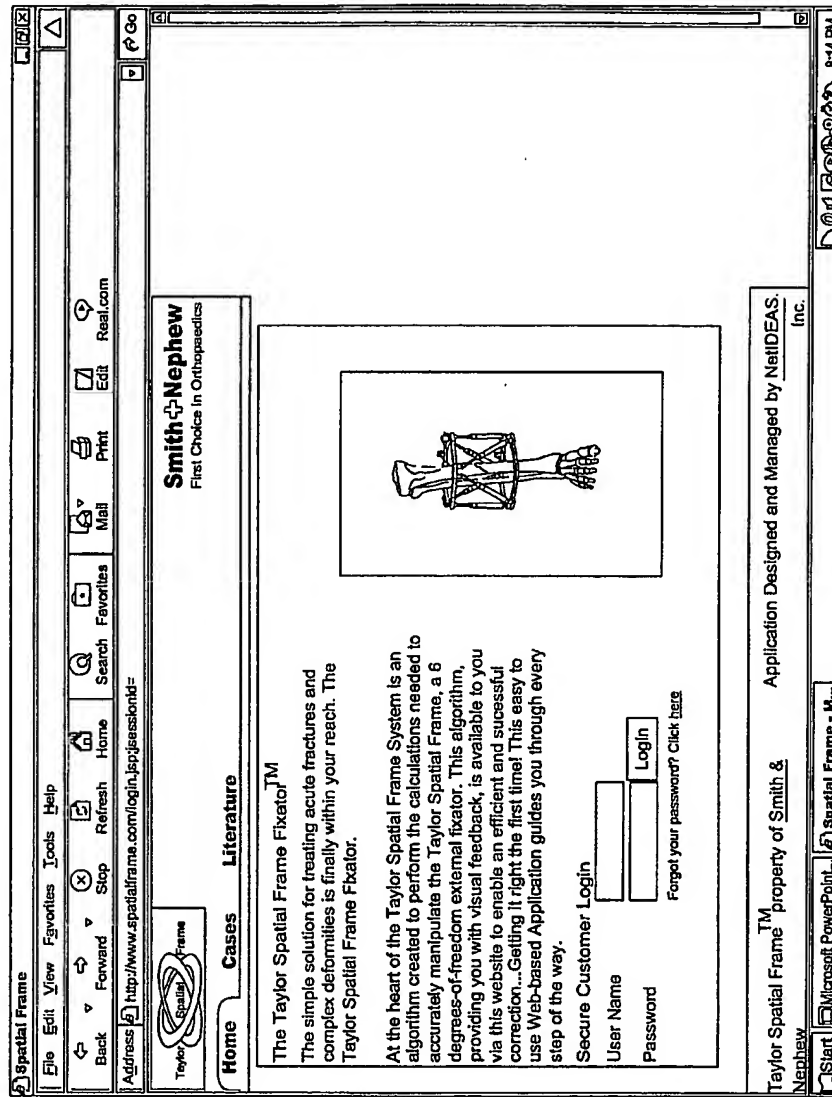 Spatial Frame
File Edit View Favorites Tools Help
Back Forward Stop Refresh Home Search Favorites Mail Print Edit Real.com
Address http://www.spatialframe.com/login.jsp;jsessionid= Go
Taylor Spatial Frame
Smith+Nephew
First Choice in Orthopaedics
Home Cases Literature
The Taylor Spatial Frame Fixator™
The simple solution for treating acute fractures and
complex deformities is finally within your reach. The
Taylor Spatial Frame Fixator.
At the heart of the Taylor Spatial Frame System is an
algorithm created to perform the calculations needed to
accurately manipulate the Taylor Spatial Frame, a 6
degrees-of-freedom external fixator. This algorithm,
providing you with visual feedback, is available to you
via this website to enable an efficient and sucessful
correction...Getting it right the first time! This easy to
use Web-based Application guides you through every
step of the way.
Secure Customer Login
User Name
Password Login
Forgot your password? Click here
Taylor Spatial Frame™ property of Smith &
Nephew
Application Designed and Managed by NetIDEAS.
Inc.
Start Microsoft PowerPoint Spatial Frame - M 8:14 PM